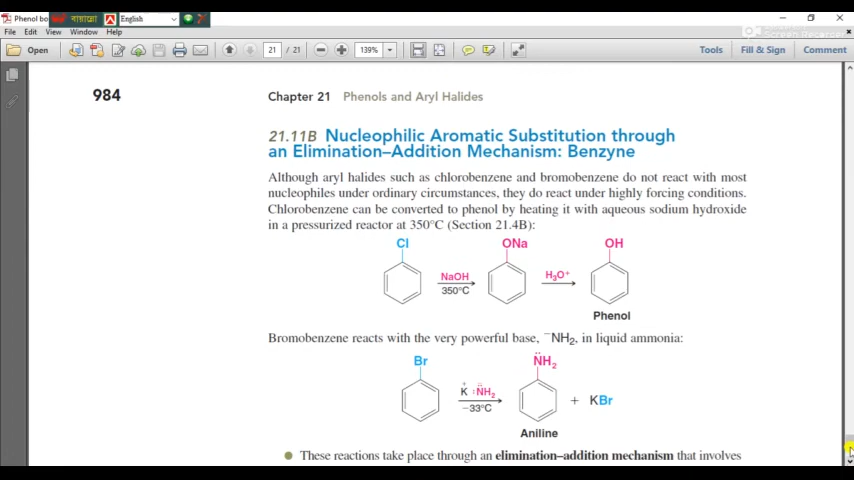 Phenol bo
বায়ান্নো
English
File Edit View Window Help
Open
21 / 21
139%
Tools Fill & Sign Comment
984
Chapter 21 Phenols and Aryl Halides
21.11B Nucleophilic Aromatic Substitution through
an Elimination–Addition Mechanism: Benzyne
Although aryl halides such as chlorobenzene and bromobenzene do not react with most
nucleophiles under ordinary circumstances, they do react under highly forcing conditions.
Chlorobenzene can be converted to phenol by heating it with aqueous sodium hydroxide
in a pressurized reactor at 350°C (Section 21.4B):
Cl ONa OH
NaOH H₃O⁺
350°C
Phenol
Bromobenzene reacts with the very powerful base, ⁻NH₂, in liquid ammonia:
Br N̈H₂
K⁺ :N̈H₂
−33°C
+ KBr
Aniline
● These reactions take place through an elimination–addition mechanism that involves